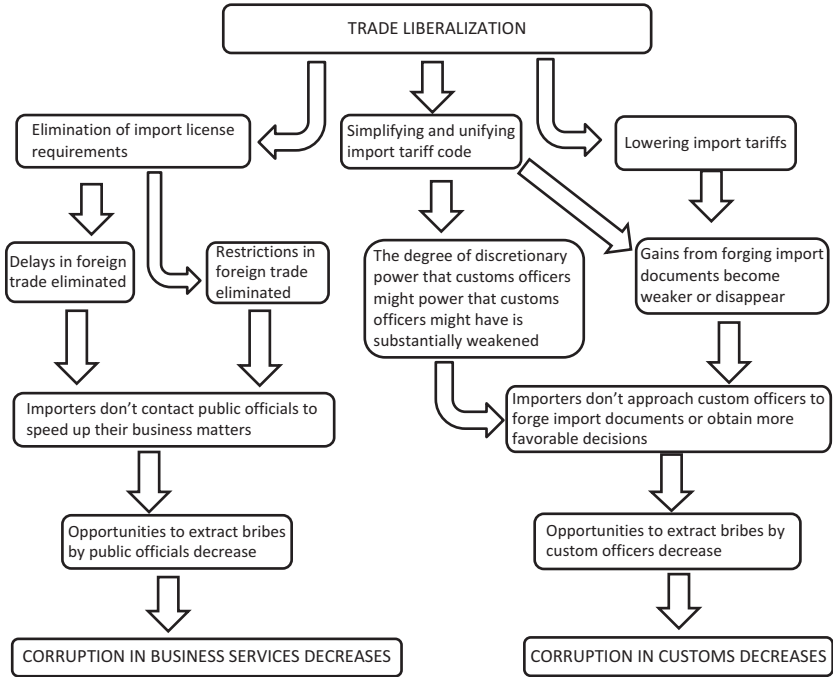 TRADE LIBERALIZATION
Elimination of import license
requirements
Simplifying and unifying
import tariff code
Lowering import tariffs
Delays in foreign
trade eliminated
Restrictions in
foreign trade
eliminated
The degree of discretionary
power that customs officers
might power that customs
officers might have is
substantially weakened
Gains from forging import
documents become
weaker or disappear
Importers don't contact public officials to
speed up their business matters
Importers don't approach custom officers to
forge import documents or obtain more
favorable decisions
Opportunities to extract bribes
by public officials decrease
Opportunities to extract bribes by
custom officers decrease
CORRUPTION IN BUSINESS SERVICES DECREASES
CORRUPTION IN CUSTOMS DECREASES